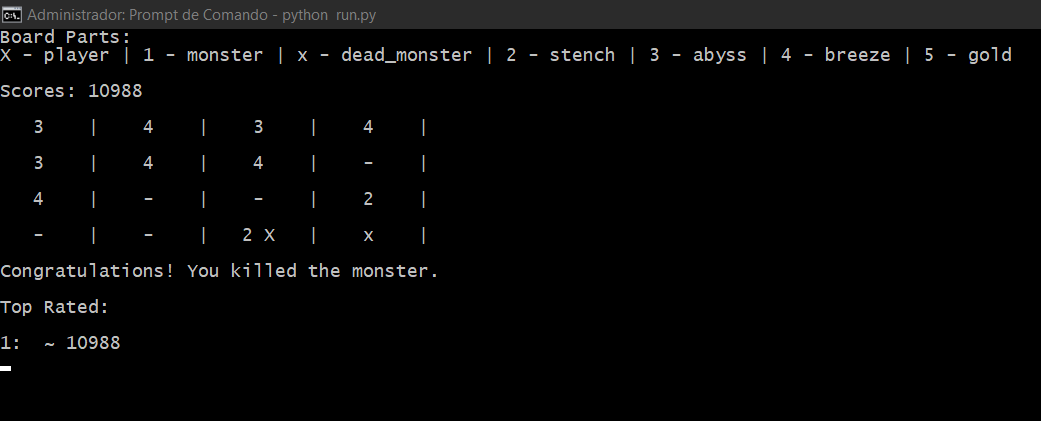 Administrador: Prompt de Comando - python run.py
Board Parts:
X - player | 1 - monster | x - dead_monster | 2 - stench | 3 - abyss | 4 - breeze | 5 - gold
Scores: 10988
3 | 4 | 3 | 4 |
3 | 4 | 4 | - |
4 | - | - | 2 |
- | - | 2 X | x |
Congratulations! You killed the monster.
Top Rated:
1: ~ 10988